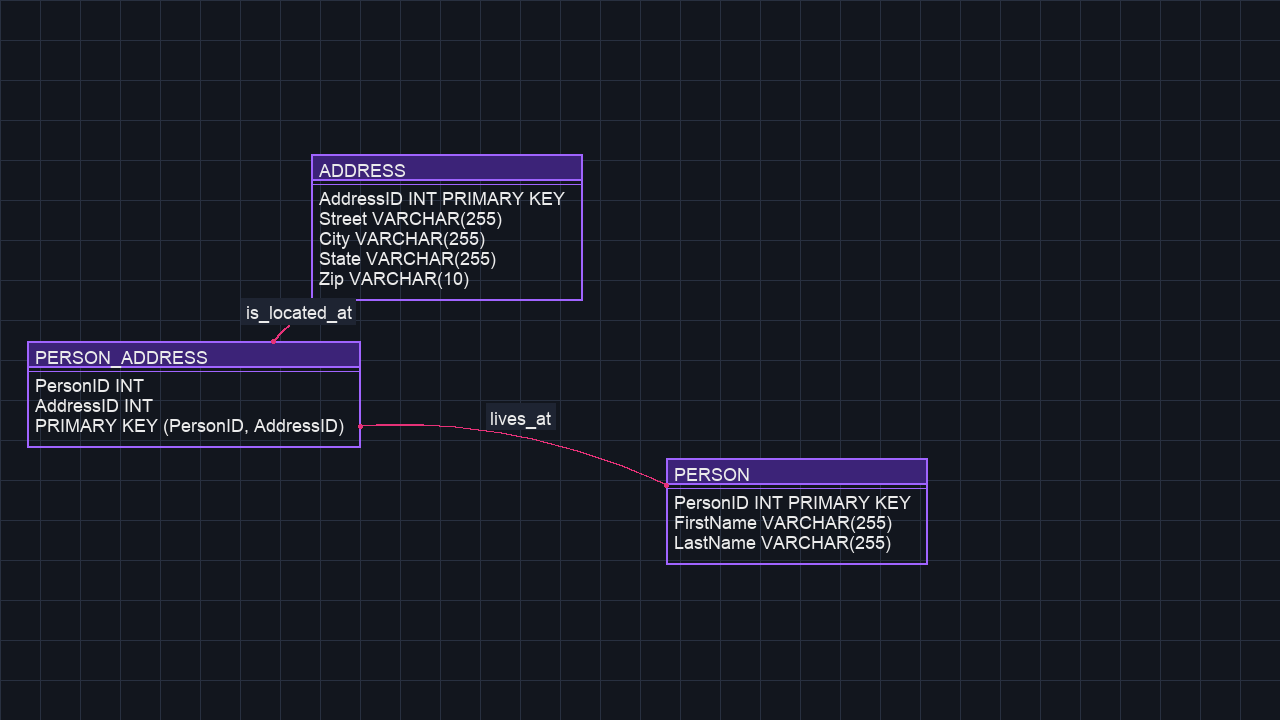 ADDRESS
AddressID INT PRIMARY KEY
Street VARCHAR(255)
City VARCHAR(255)
State VARCHAR(255)
Zip VARCHAR(10)
is_located_at
PERSON_ADDRESS
PersonID INT
AddressID INT
PRIMARY KEY (PersonID, AddressID)
lives_at
PERSON
PersonID INT PRIMARY KEY
FirstName VARCHAR(255)
LastName VARCHAR(255)